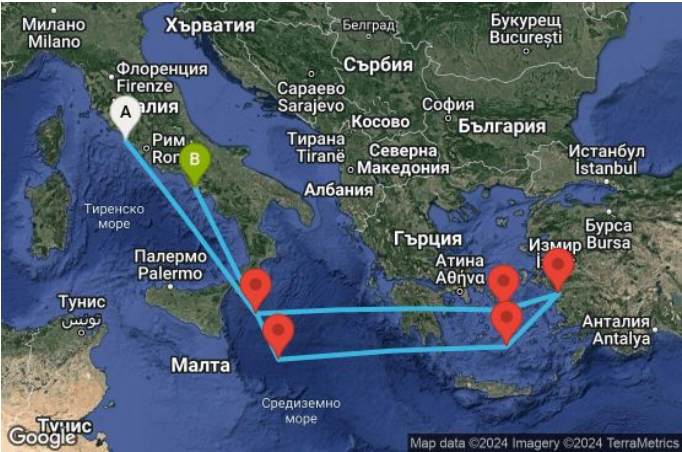 Милано
Milano
Хърватия
Белград
Букурещ
București
Флоренция
Firenze
A
алия
Сърбия
Сараево
Sarajevo
София
Косово
България
Рим
B
Тирана
Tiranë
Северна
Македония
Истанбул
İstanbul
Албания
Тиренско
море
Бурса
Bursa
Гърция
Измир
Палермо
Palermo
Атина
Αθήνα
Тунис
تونس
Анталия
Antalya
Малта
Средиземно
море
Тунис
Google
Map data ©2024 Imagery ©2024 TerraMetrics